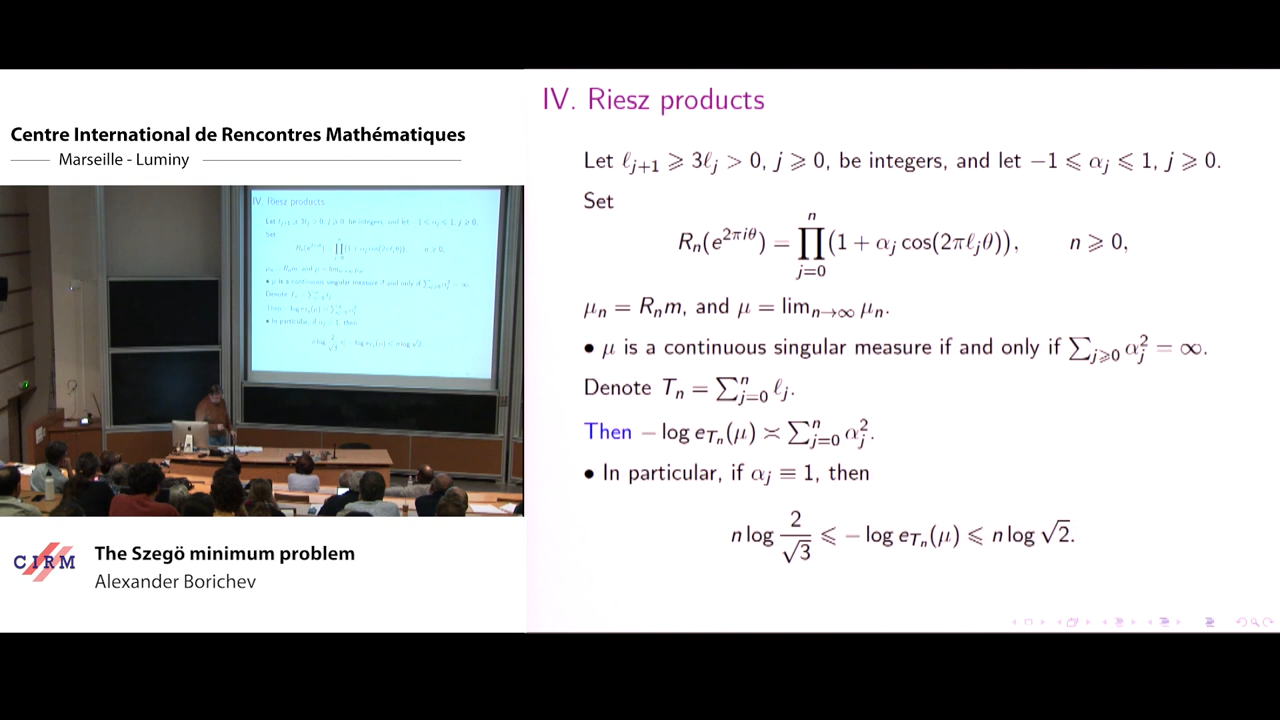 Centre International de Rencontres Mathématiques
Marseille - Luminy
CIRM
The Szegö minimum problem
Alexander Borichev
IV. Riesz products
Let ℓ_{j+1} ⩾ 3ℓ_j > 0, j ⩾ 0, be integers, and let −1 ⩽ α_j ⩽ 1, j ⩾ 0.
Set
R_n(e^{2πiθ}) = ∏_{j=0}^{n} (1 + α_j cos(2πℓ_jθ)), n ⩾ 0,
μ_n = R_n m, and μ = lim_{n→∞} μ_n.
• μ is a continuous singular measure if and only if ∑_{j⩾0} α_j^2 = ∞.
Denote T_n = ∑_{j=0}^{n} ℓ_j.
Then − log e_{T_n}(μ) ≍ ∑_{j=0}^{n} α_j^2.
• In particular, if α_j ≡ 1, then
n log 2/√3 ⩽ − log e_{T_n}(μ) ⩽ n log √2.